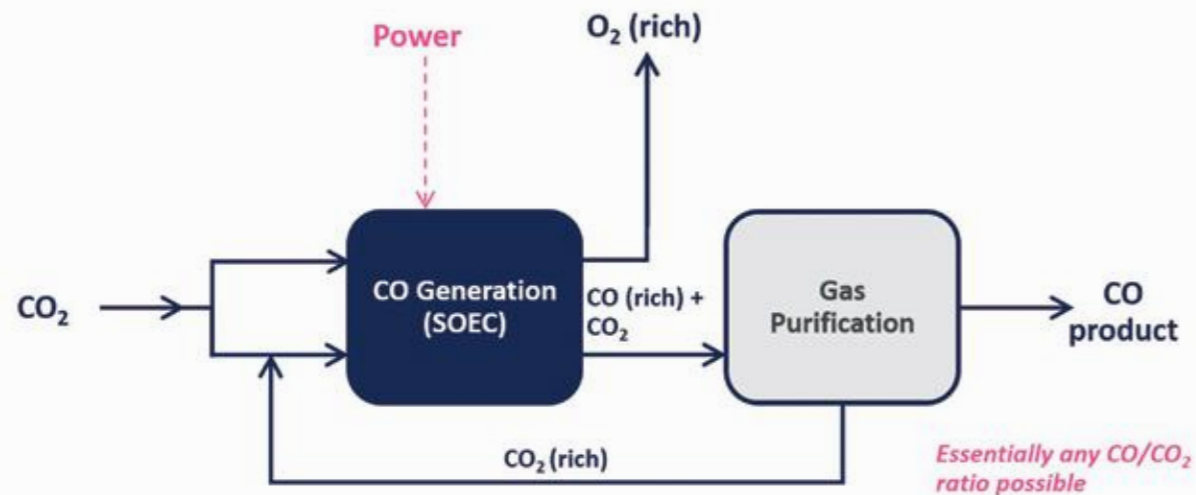 Power
O₂ (rich)
CO₂
CO Generation
(SOEC)
CO (rich) +
CO₂
Gas
Purification
CO
product
CO₂ (rich)
Essentially any CO/CO₂
ratio possible